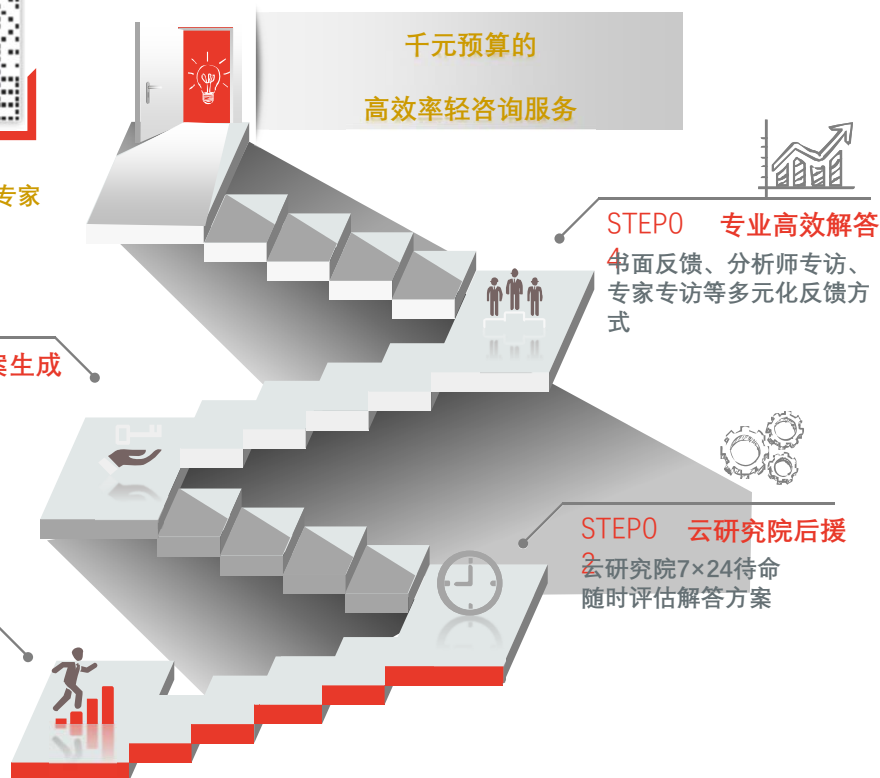 千元预算的
高效率轻咨询服务
专家
STEP0
4
专业高效解答
书面反馈、分析师专访、
专家专访等多元化反馈方
式
案生成
STEP0
2
云研究院后援
云研究院7×24待命
随时评估解答方案